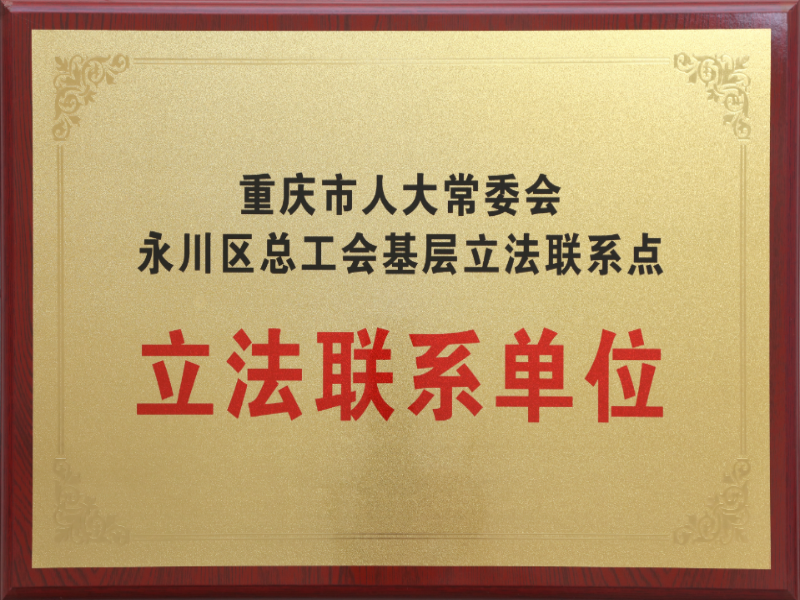 重庆市人大常委会
永川区总工会基层立法联系点
立法联系单位